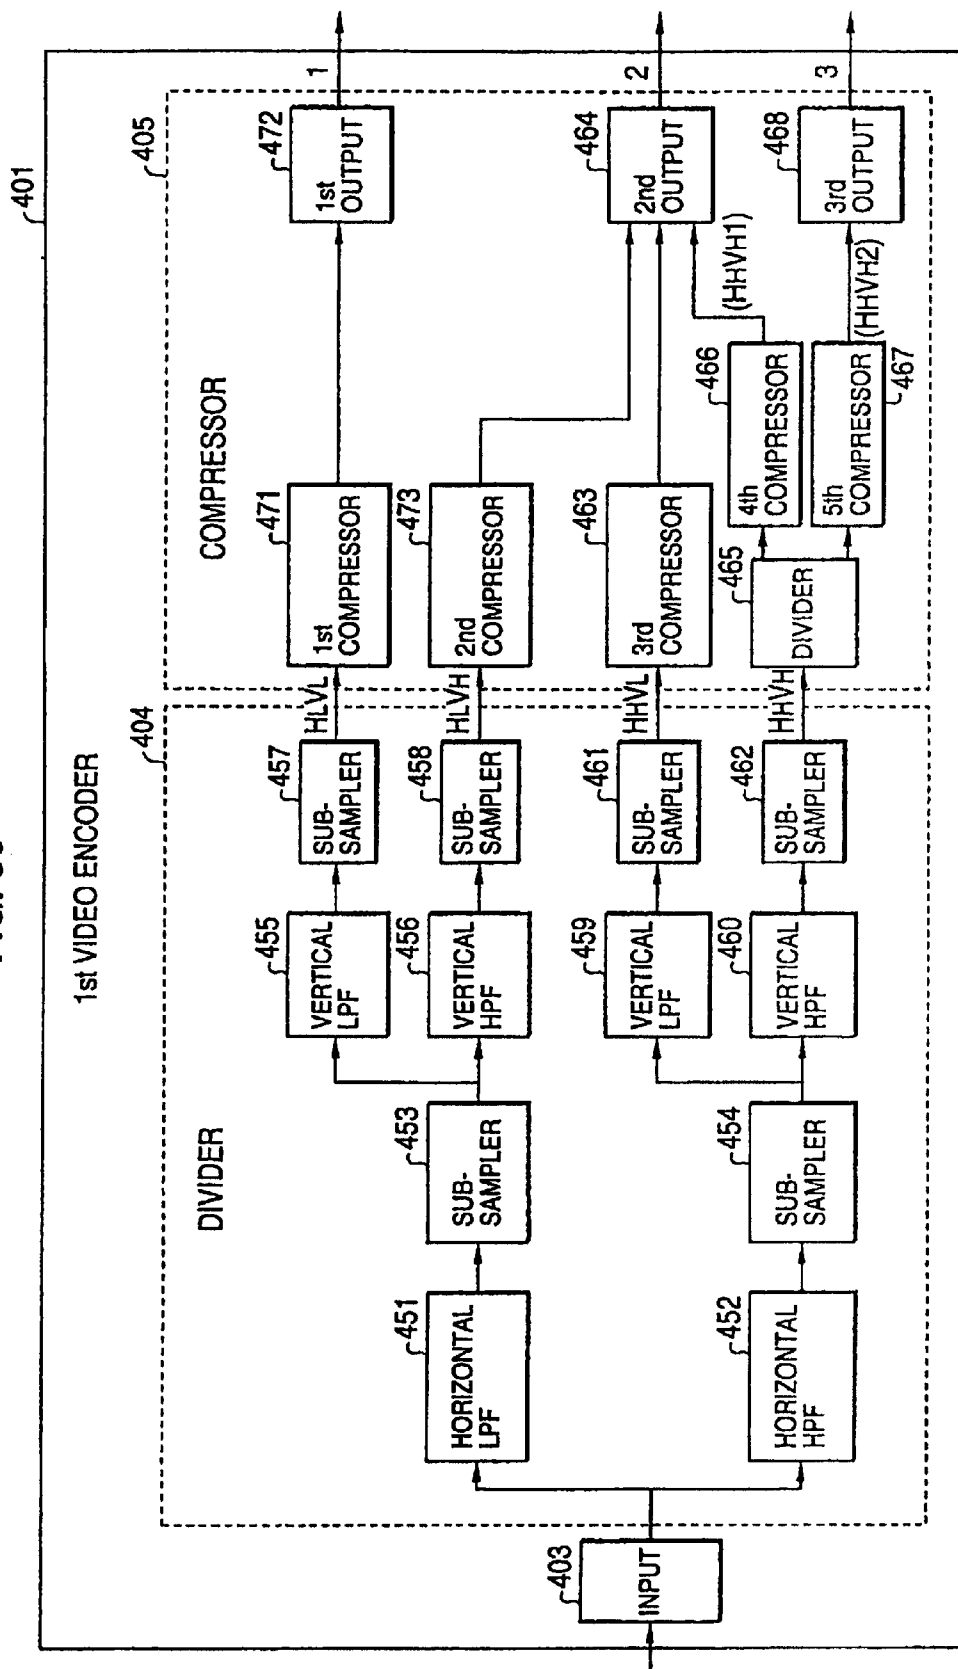 1st VIDEO ENCODER
401
403
INPUT
DIVIDER
404
451
HORIZONTAL
LPF
452
HORIZONTAL
HPF
453
SUB-
SAMPLER
454
SUB-
SAMPLER
455
VERTICAL
LPF
456
VERTICAL
HPF
459
VERTICAL
LPF
460
VERTICAL
HPF
457
SUB-
SAMPLER
458
SUB-
SAMPLER
461
SUB-
SAMPLER
462
SUB-
SAMPLER
HLVL
HLVH
HHVL
HHVH
COMPRESSOR
405
471
1st
COMPRESSOR
473
2nd
COMPRESSOR
463
3rd
COMPRESSOR
465
DIVIDER
466
4th
COMPRESSOR
5th
COMPRESSOR
467
(HHVH1)
(HHVH2)
472
1st
OUTPUT
464
2nd
OUTPUT
468
3rd
OUTPUT
1
2
3